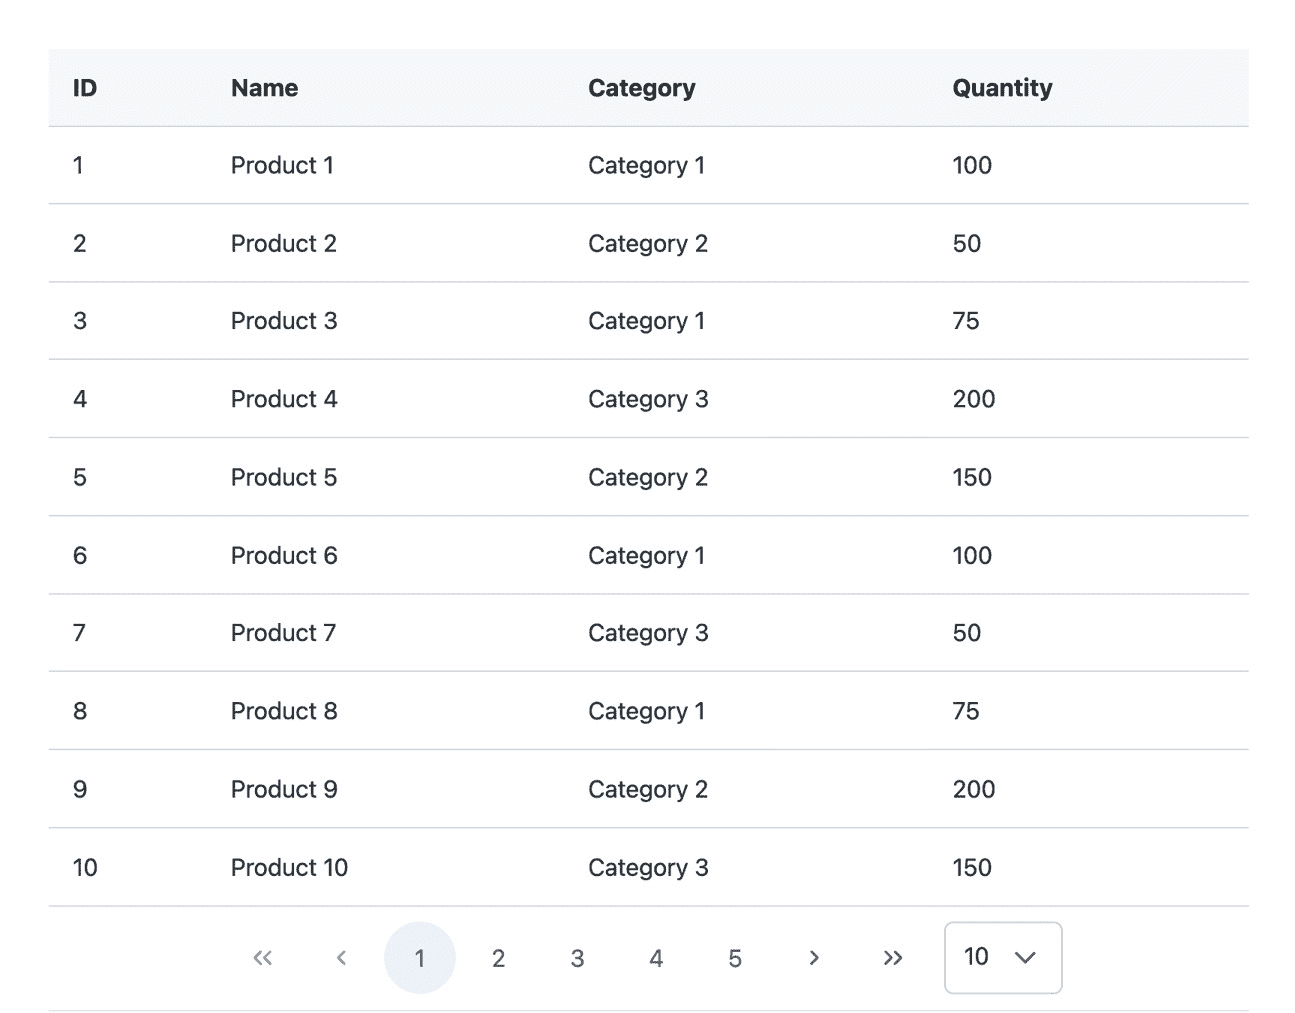 ID Name Category Quantity
1 Product 1 Category 1 100
2 Product 2 Category 2 50
3 Product 3 Category 1 75
4 Product 4 Category 3 200
5 Product 5 Category 2 150
6 Product 6 Category 1 100
7 Product 7 Category 3 50
8 Product 8 Category 1 75
9 Product 9 Category 2 200
10 Product 10 Category 3 150
« ‹ 1 2 3 4 5 › » 10